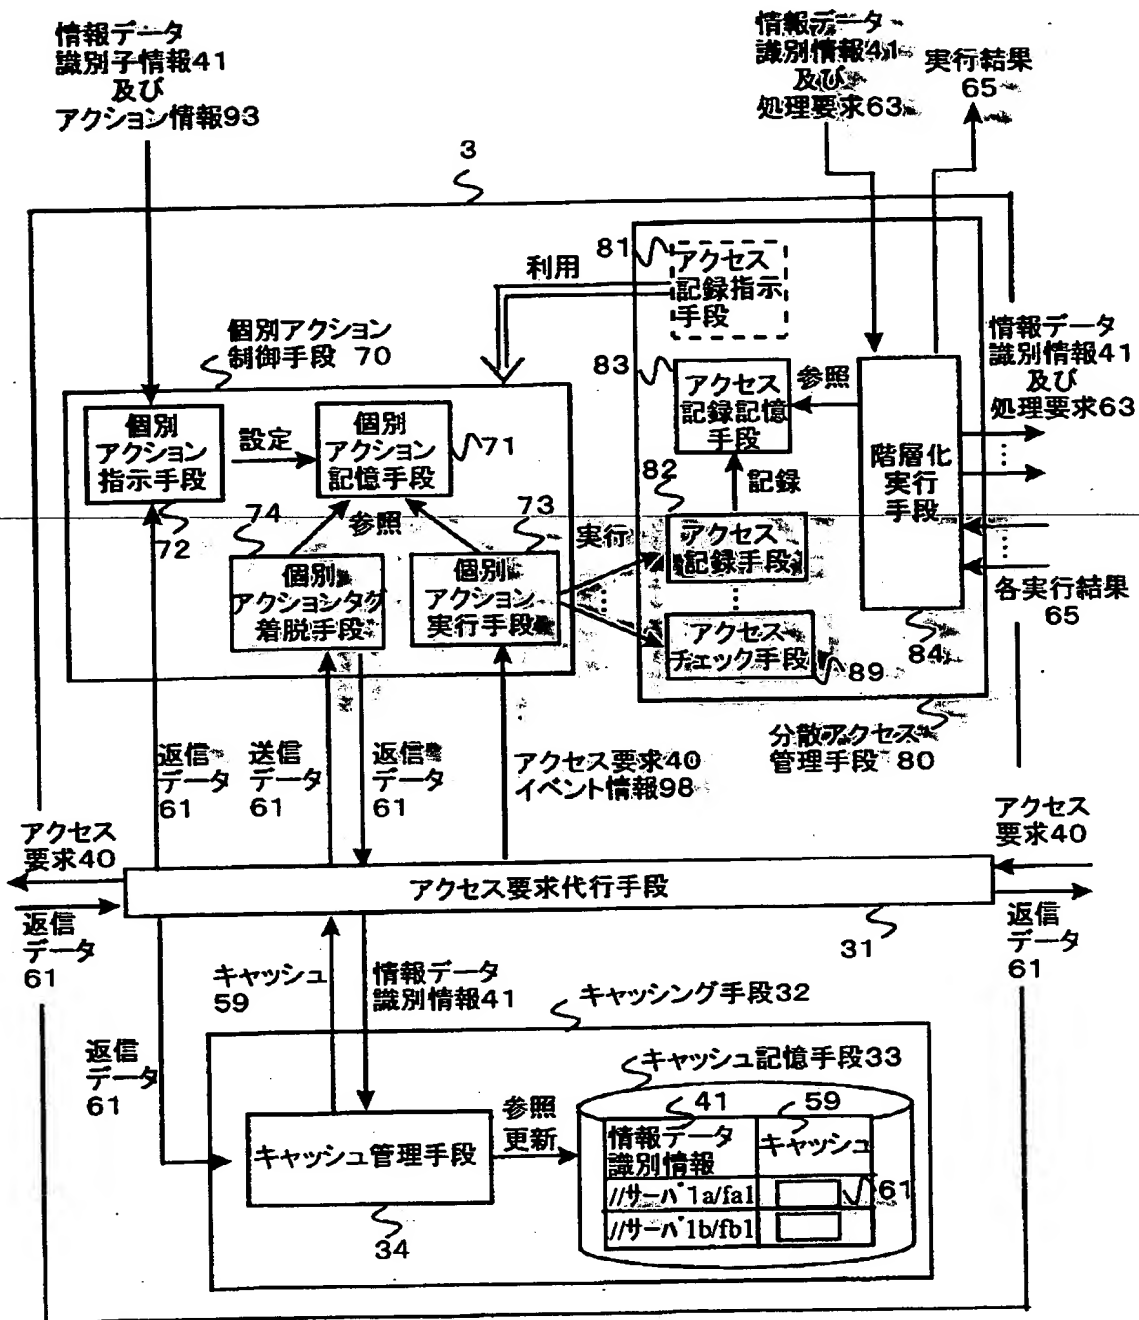 情報データ
識別子情報41
及び
アクション情報93
情報データ
識別情報41
及び
処理要求63
実行結果
65
3
81
アクセス
記録指示
手段
利用
個別アクション
制御手段 70
83
アクセス
記録記憶
手段
参照
情報データ
識別情報41
及び
処理要求63
個別
アクション
指示手段
設定
個別
アクション
記憶手段
71
階層化
実行
手段
82
記録
72
74
参照
73
実行
アクセス
記録手段
個別
アクションタグ
着脱手段
個別
アクション
実行手段
各実行結果
65
アクセス
チェック手段
89
84
分散アクセス
管理手段 80
返信
データ
61
送信
データ
61
返信
データ
61
アクセス要求40
イベント情報98
アクセス
要求40
アクセス
要求40
アクセス要求代行手段
返信
データ
61
31
返信
データ
61
キャッシュ
59
情報データ
識別情報41
キャッシング手段32
返信
データ
61
キャッシュ記憶手段33
キャッシュ管理手段
参照
更新
41
59
情報データ
識別情報
キャッシュ
//サーバ1a/fa1
61
//サーバ1b/fb1
34